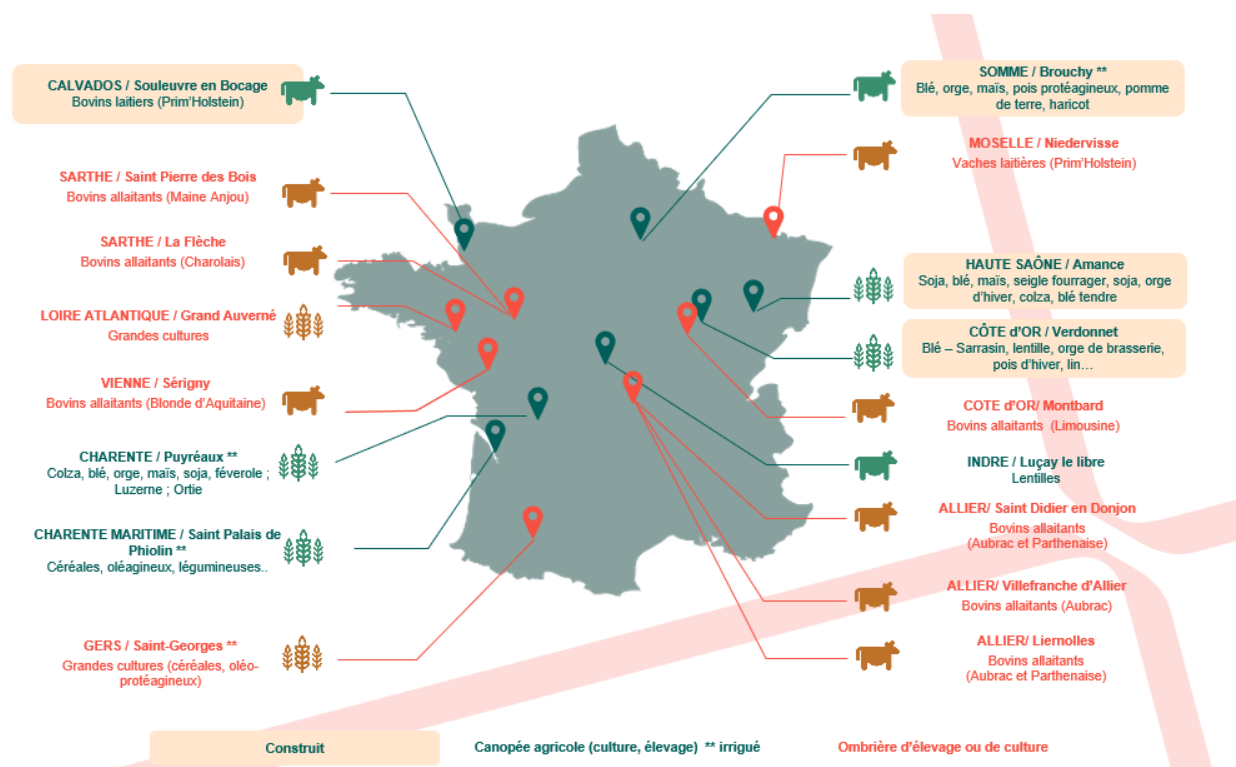 CALVADOS / Souleuvre en Bocage
Bovins laitiers (Prim'Holstein)
SARTHE / Saint Pierre des Bois
Bovins allaitants (Maine Anjou)
SARTHE / La Flèche
Bovins allaitants (Charolais)
LOIRE ATLANTIQUE / Grand Auverné
Grandes cultures
VIENNE / Sérigny
Bovins allaitants (Blonde d'Aquitaine)
CHARENTE / Puyréaux **
Colza, blé, orge, maïs, soja, féverole ;
Luzerne ; Ortie
CHARENTE MARITIME / Saint Palais de
Phiolin **
Céréales, oléagineux, légumineuses..
GERS / Saint-Georges **
Grandes cultures (céréales, oléo-
protéagineux)
SOMME / Brouchy **
Blé, orge, maïs, pois protéagineux, pomme
de terre, haricot
MOSELLE / Niedervisse
Vaches laitières (Prim'Holstein)
HAUTE SAÔNE / Amance
Soja, blé, maïs, seigle fourrager, soja, orge
d'hiver, colza, blé tendre
CÔTE d'OR / Verdonnet
Blé – Sarrasin, lentille, orge de brasserie,
pois d'hiver, lin…
COTE d'OR/ Montbard
Bovins allaitants (Limousine)
INDRE / Luçay le libre
Lentilles
ALLIER/ Saint Didier en Donjon
Bovins allaitants
(Aubrac et Parthenaise)
ALLIER/ Villefranche d'Allier
Bovins allaitants (Aubrac)
ALLIER/ Liernolles
Bovins allaitants
(Aubrac et Parthenaise)
Construit
Canopée agricole (culture, élevage) ** irrigué
Ombrière d'élevage ou de culture